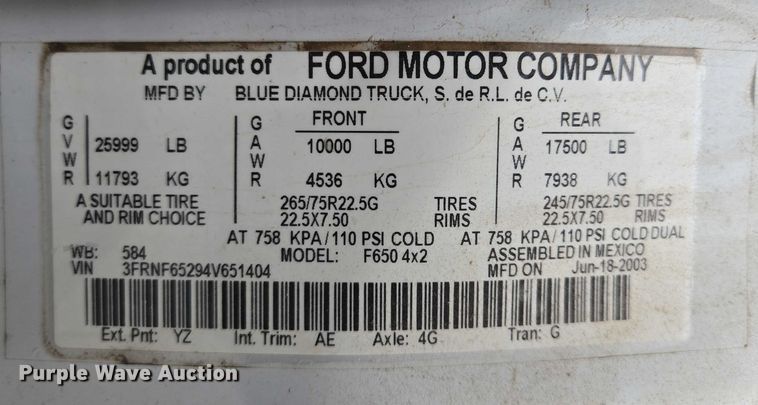 A product of FORD MOTOR COMPANY
MFD BY BLUE DIAMOND TRUCK, S. de R.L. de C.V.
GVWR 25999 LB 11793 KG
FRONT GAWR 10000 LB 4536 KG
REAR GAWR 17500 LB 7938 KG
A SUITABLE TIRE AND RIM CHOICE
265/75R22.5G TIRES 245/75R22.5G TIRES
22.5X7.50 RIMS 22.5X7.50 RIMS
AT 758 KPA/110 PSI COLD AT 758 KPA/110 PSI COLD DUAL
WB: 584 MODEL: F650 4x2 ASSEMBLED IN MEXICO
VIN 3FRNF65294V651404 MFD ON Jun-18-2003
Ext. Pnt: YZ Int. Trim: AE Axle: 4G Tran: G
Purple Wave Auction